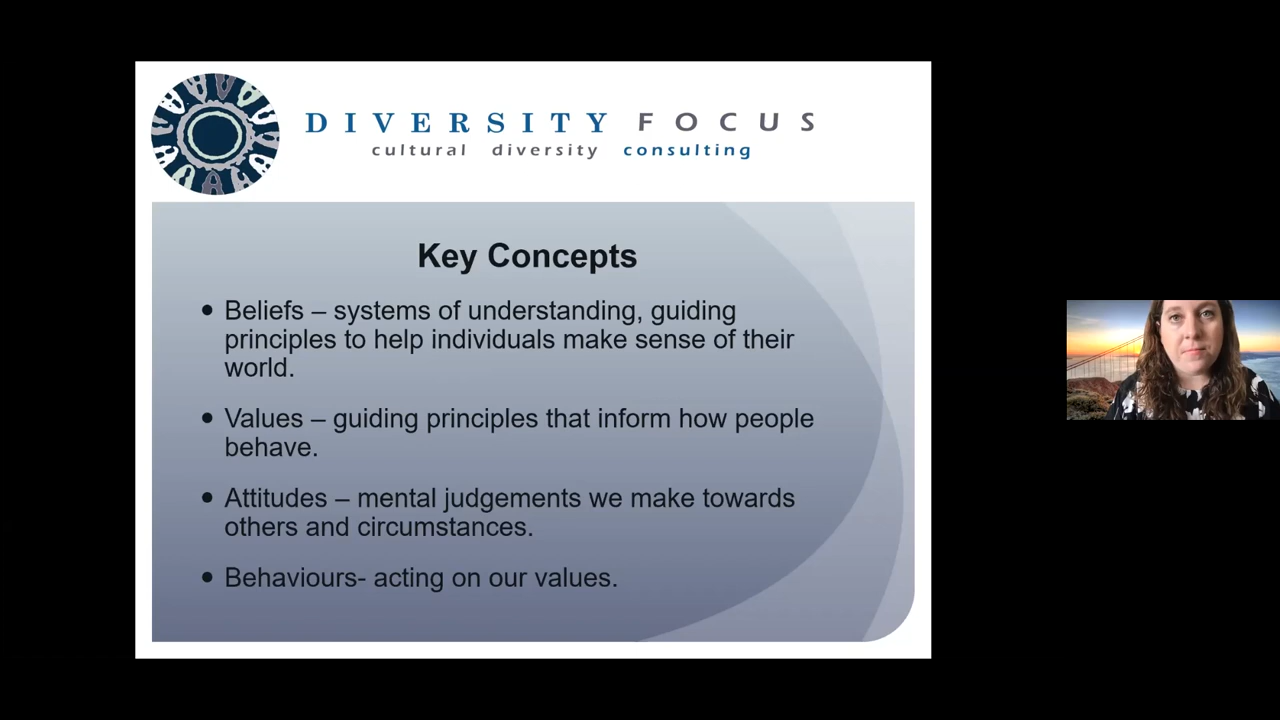 DIVERSITY FOCUS
cultural diversity consulting
Key Concepts
• Beliefs – systems of understanding, guiding
principles to help individuals make sense of their
world.
• Values – guiding principles that inform how people
behave.
• Attitudes – mental judgements we make towards
others and circumstances.
• Behaviours- acting on our values.